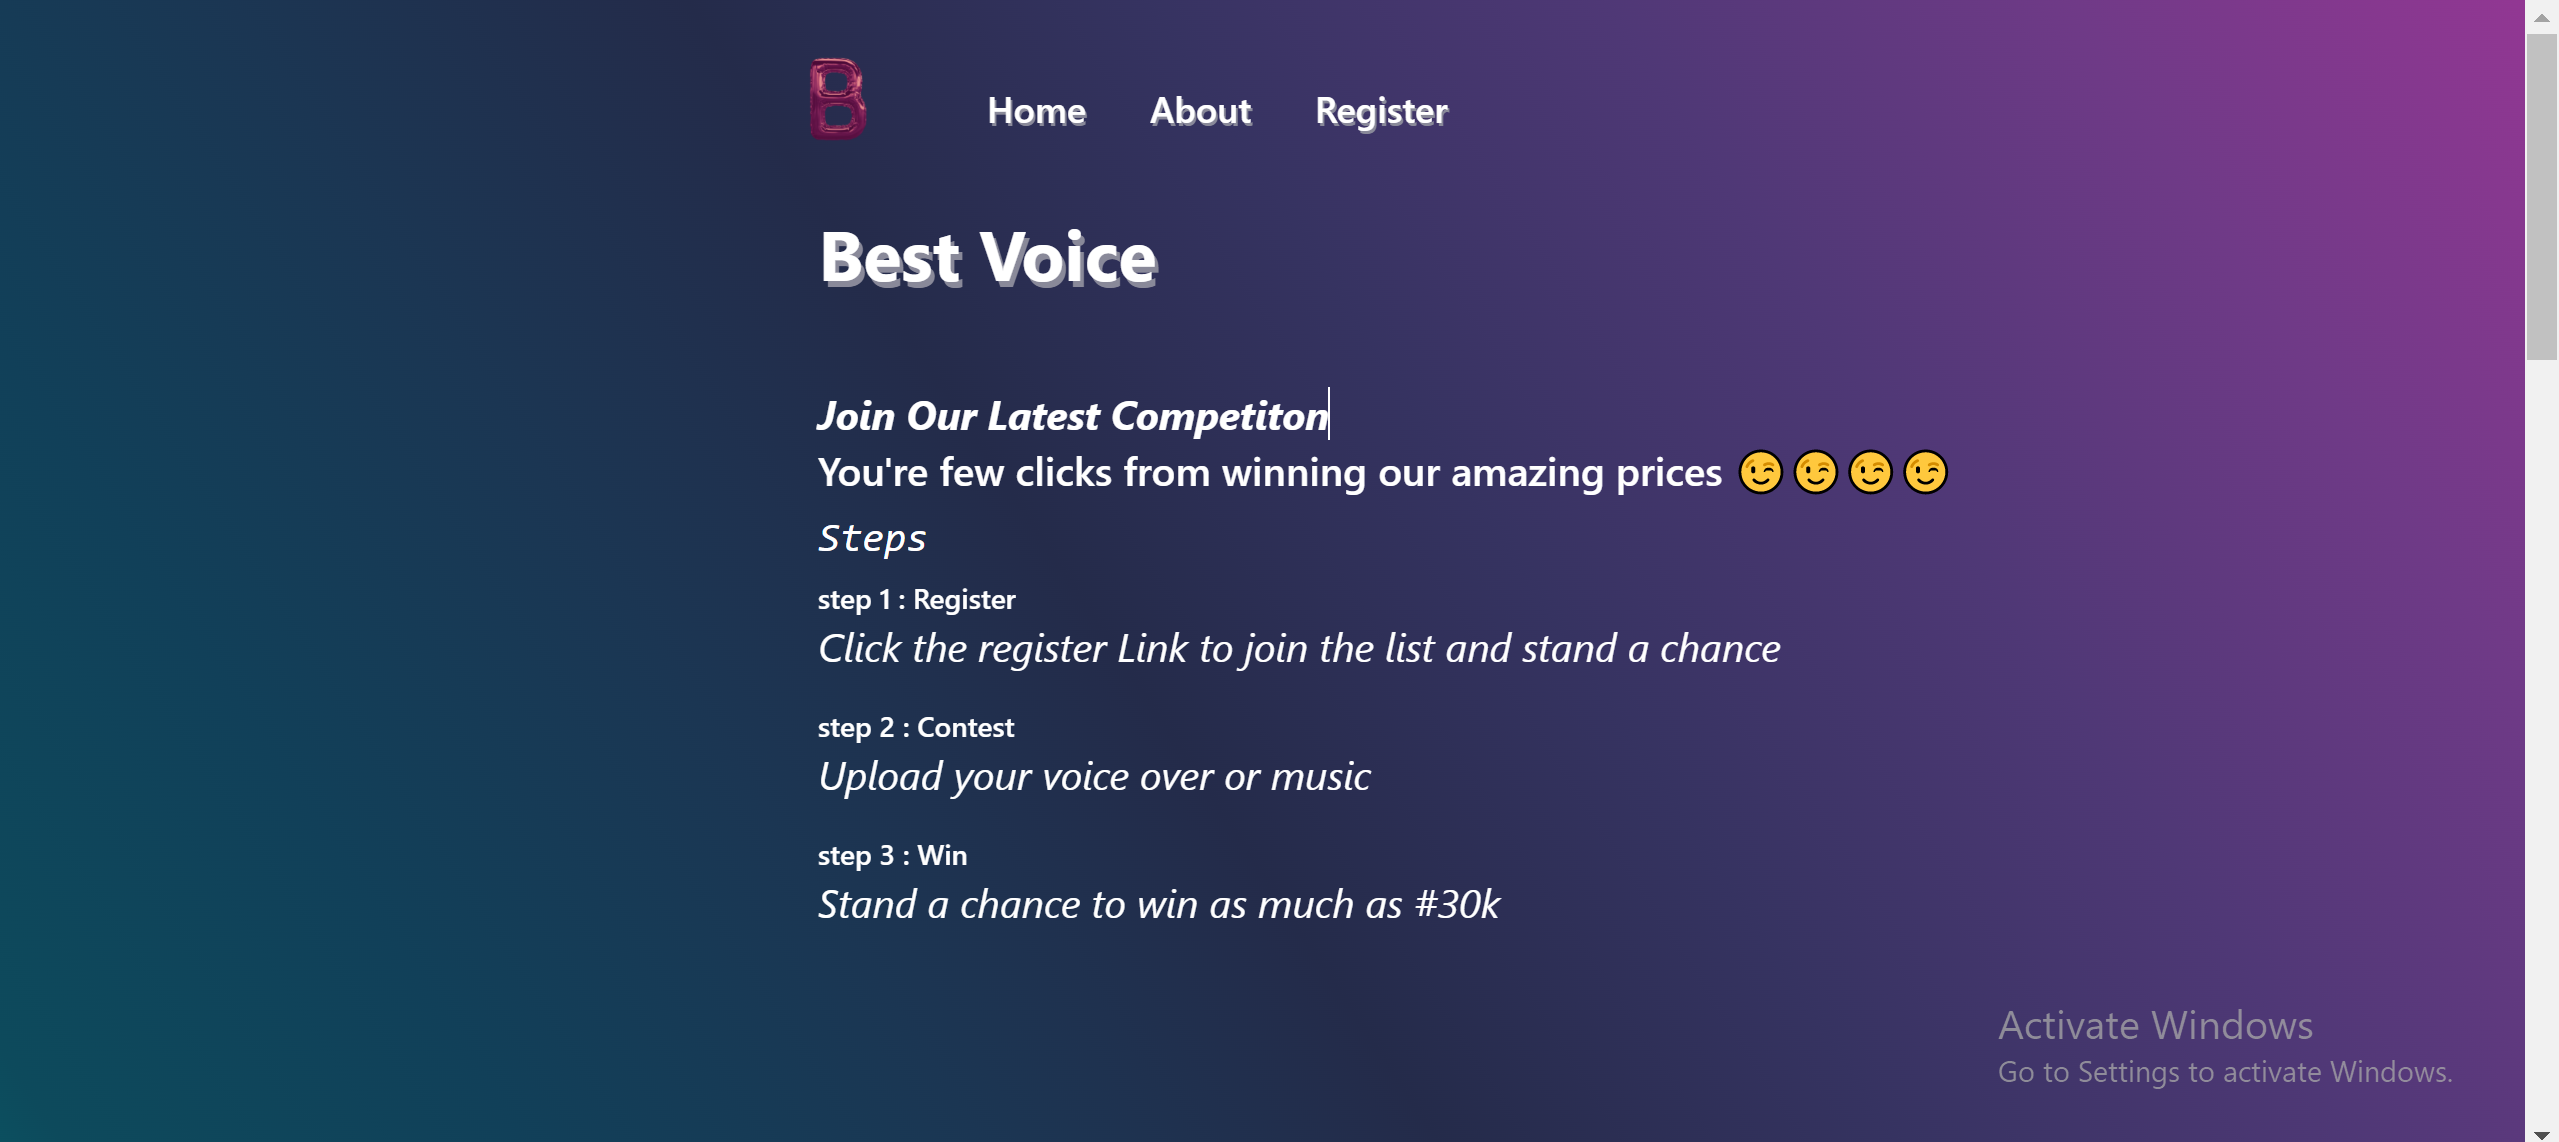 B
Home About Register
Best Voice
Join Our Latest Competiton
You're few clicks from winning our amazing prices 😉😉😉😉
Steps
step 1 : Register
Click the register Link to join the list and stand a chance
step 2 : Contest
Upload your voice over or music
step 3 : Win
Stand a chance to win as much as #30k
Activate Windows
Go to Settings to activate Windows.